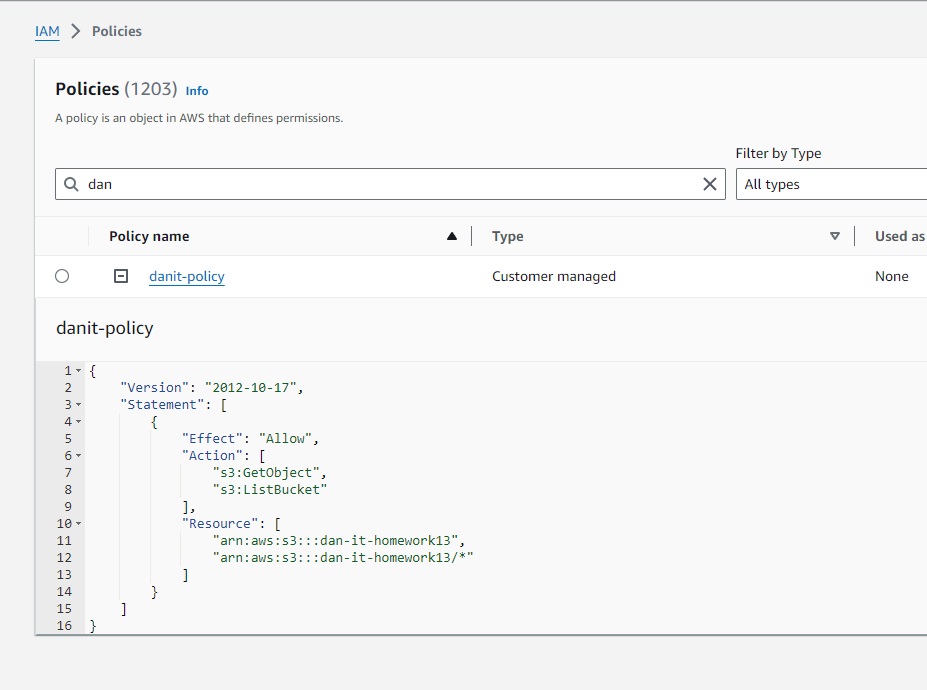 IAM > Policies
Policies (1203) Info
A policy is an object in AWS that defines permissions.
Filter by Type
dan
All types
Policy name Type Used as
danit-policy Customer managed None
danit-policy
1 {
2     "Version": "2012-10-17",
3     "Statement": [
4         {
5             "Effect": "Allow",
6             "Action": [
7                 "s3:GetObject",
8                 "s3:ListBucket"
9             ],
10             "Resource": [
11                 "arn:aws:s3:::dan-it-homework13",
12                 "arn:aws:s3:::dan-it-homework13/*"
13             ]
14         }
15     ]
16 }